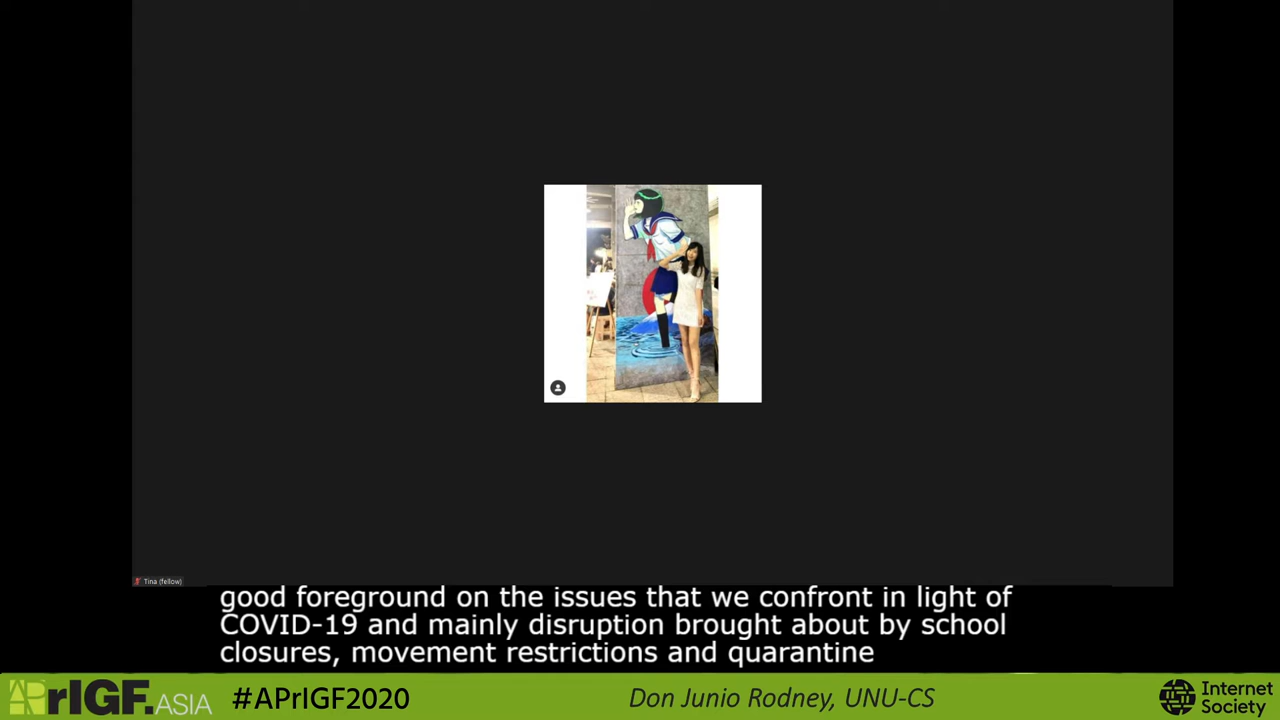 Tina (fellow)
good foreground on the issues that we confront in light of
COVID-19 and mainly disruption brought about by school
closures, movement restrictions and quarantine
APrIGF.ASIA
#APrIGF2020
Don Junio Rodney, UNU-CS
Internet
Society